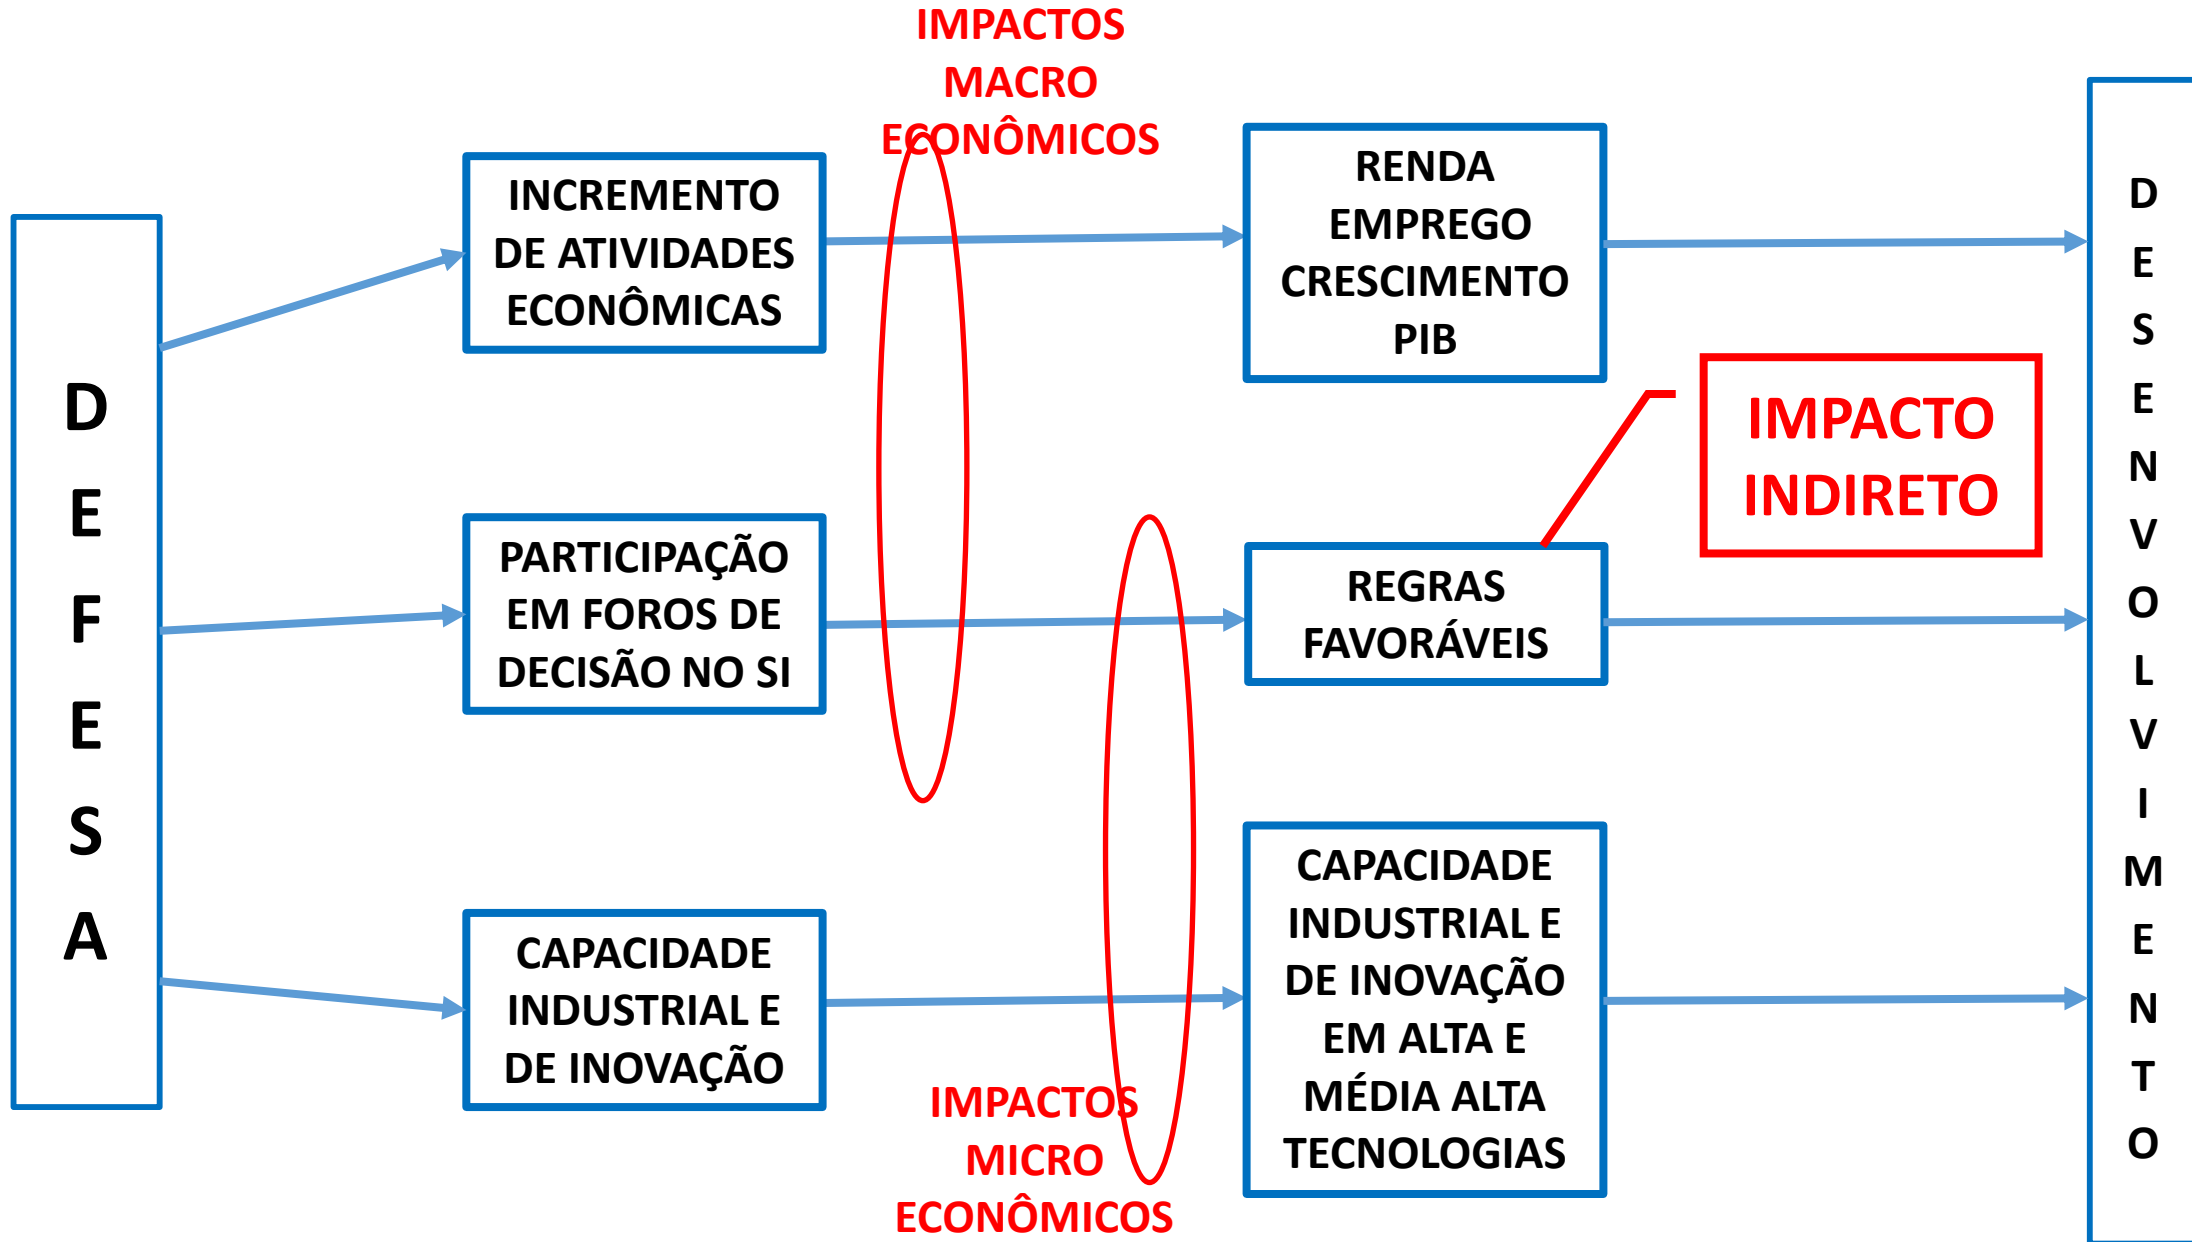 IMPACTOS
MACRO
ECONÔMICOS
D
E
F
E
S
A
INCREMENTO
DE ATIVIDADES
ECONÔMICAS
PARTICIPAÇÃO
EM FOROS DE
DECISÃO NO SI
CAPACIDADE
INDUSTRIAL E
DE INOVAÇÃO
IMPACTOS
MICRO
ECONÔMICOS
RENDA
EMPREGO
CRESCIMENTO
PIB
IMPACTO
INDIRETO
REGRAS
FAVORÁVEIS
CAPACIDADE
INDUSTRIAL E
DE INOVAÇÃO
EM ALTA E
MÉDIA ALTA
TECNOLOGIAS
D
E
S
E
N
V
O
L
V
I
M
E
N
T
O